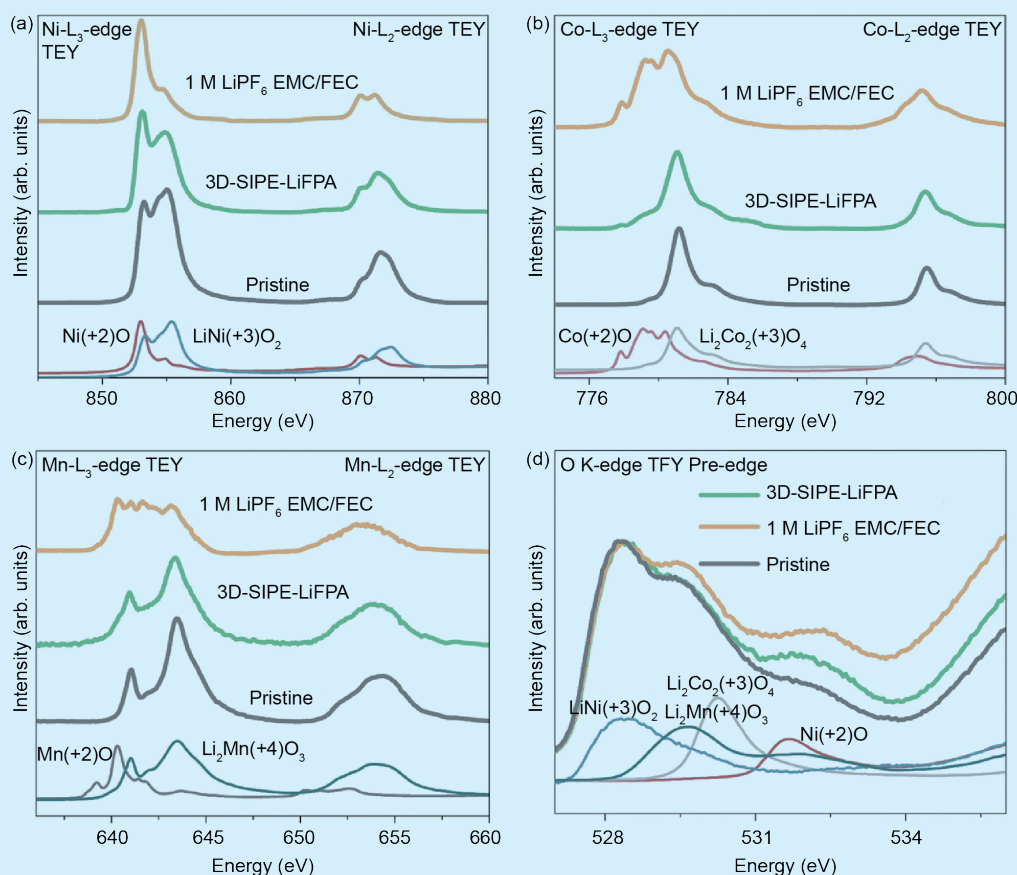 (a)
Ni-L₃-edge TEY
Ni-L₂-edge TEY
1 M LiPF₆ EMC/FEC
3D-SIPE-LiFPA
Pristine
Ni(+2)O
LiNi(+3)O₂
Intensity (arb. units)
850 860 870 880
Energy (eV)
(b)
Co-L₃-edge TEY
Co-L₂-edge TEY
1 M LiPF₆ EMC/FEC
3D-SIPE-LiFPA
Pristine
Co(+2)O
Li₂Co₂(+3)O₄
Intensity (arb. units)
776 784 792 800
Energy (eV)
(c)
Mn-L₃-edge TEY
Mn-L₂-edge TEY
1 M LiPF₆ EMC/FEC
3D-SIPE-LiFPA
Pristine
Mn(+2)O
Li₂Mn(+4)O₃
Intensity (arb. units)
640 645 650 655 660
Energy (eV)
(d)
O K-edge TFY Pre-edge
3D-SIPE-LiFPA
1 M LiPF₆ EMC/FEC
Pristine
Li₂Co₂(+3)O₄
LiNi(+3)O₂
Li₂Mn(+4)O₃
Ni(+2)O
Intensity (arb. units)
528 531 534
Energy (eV)